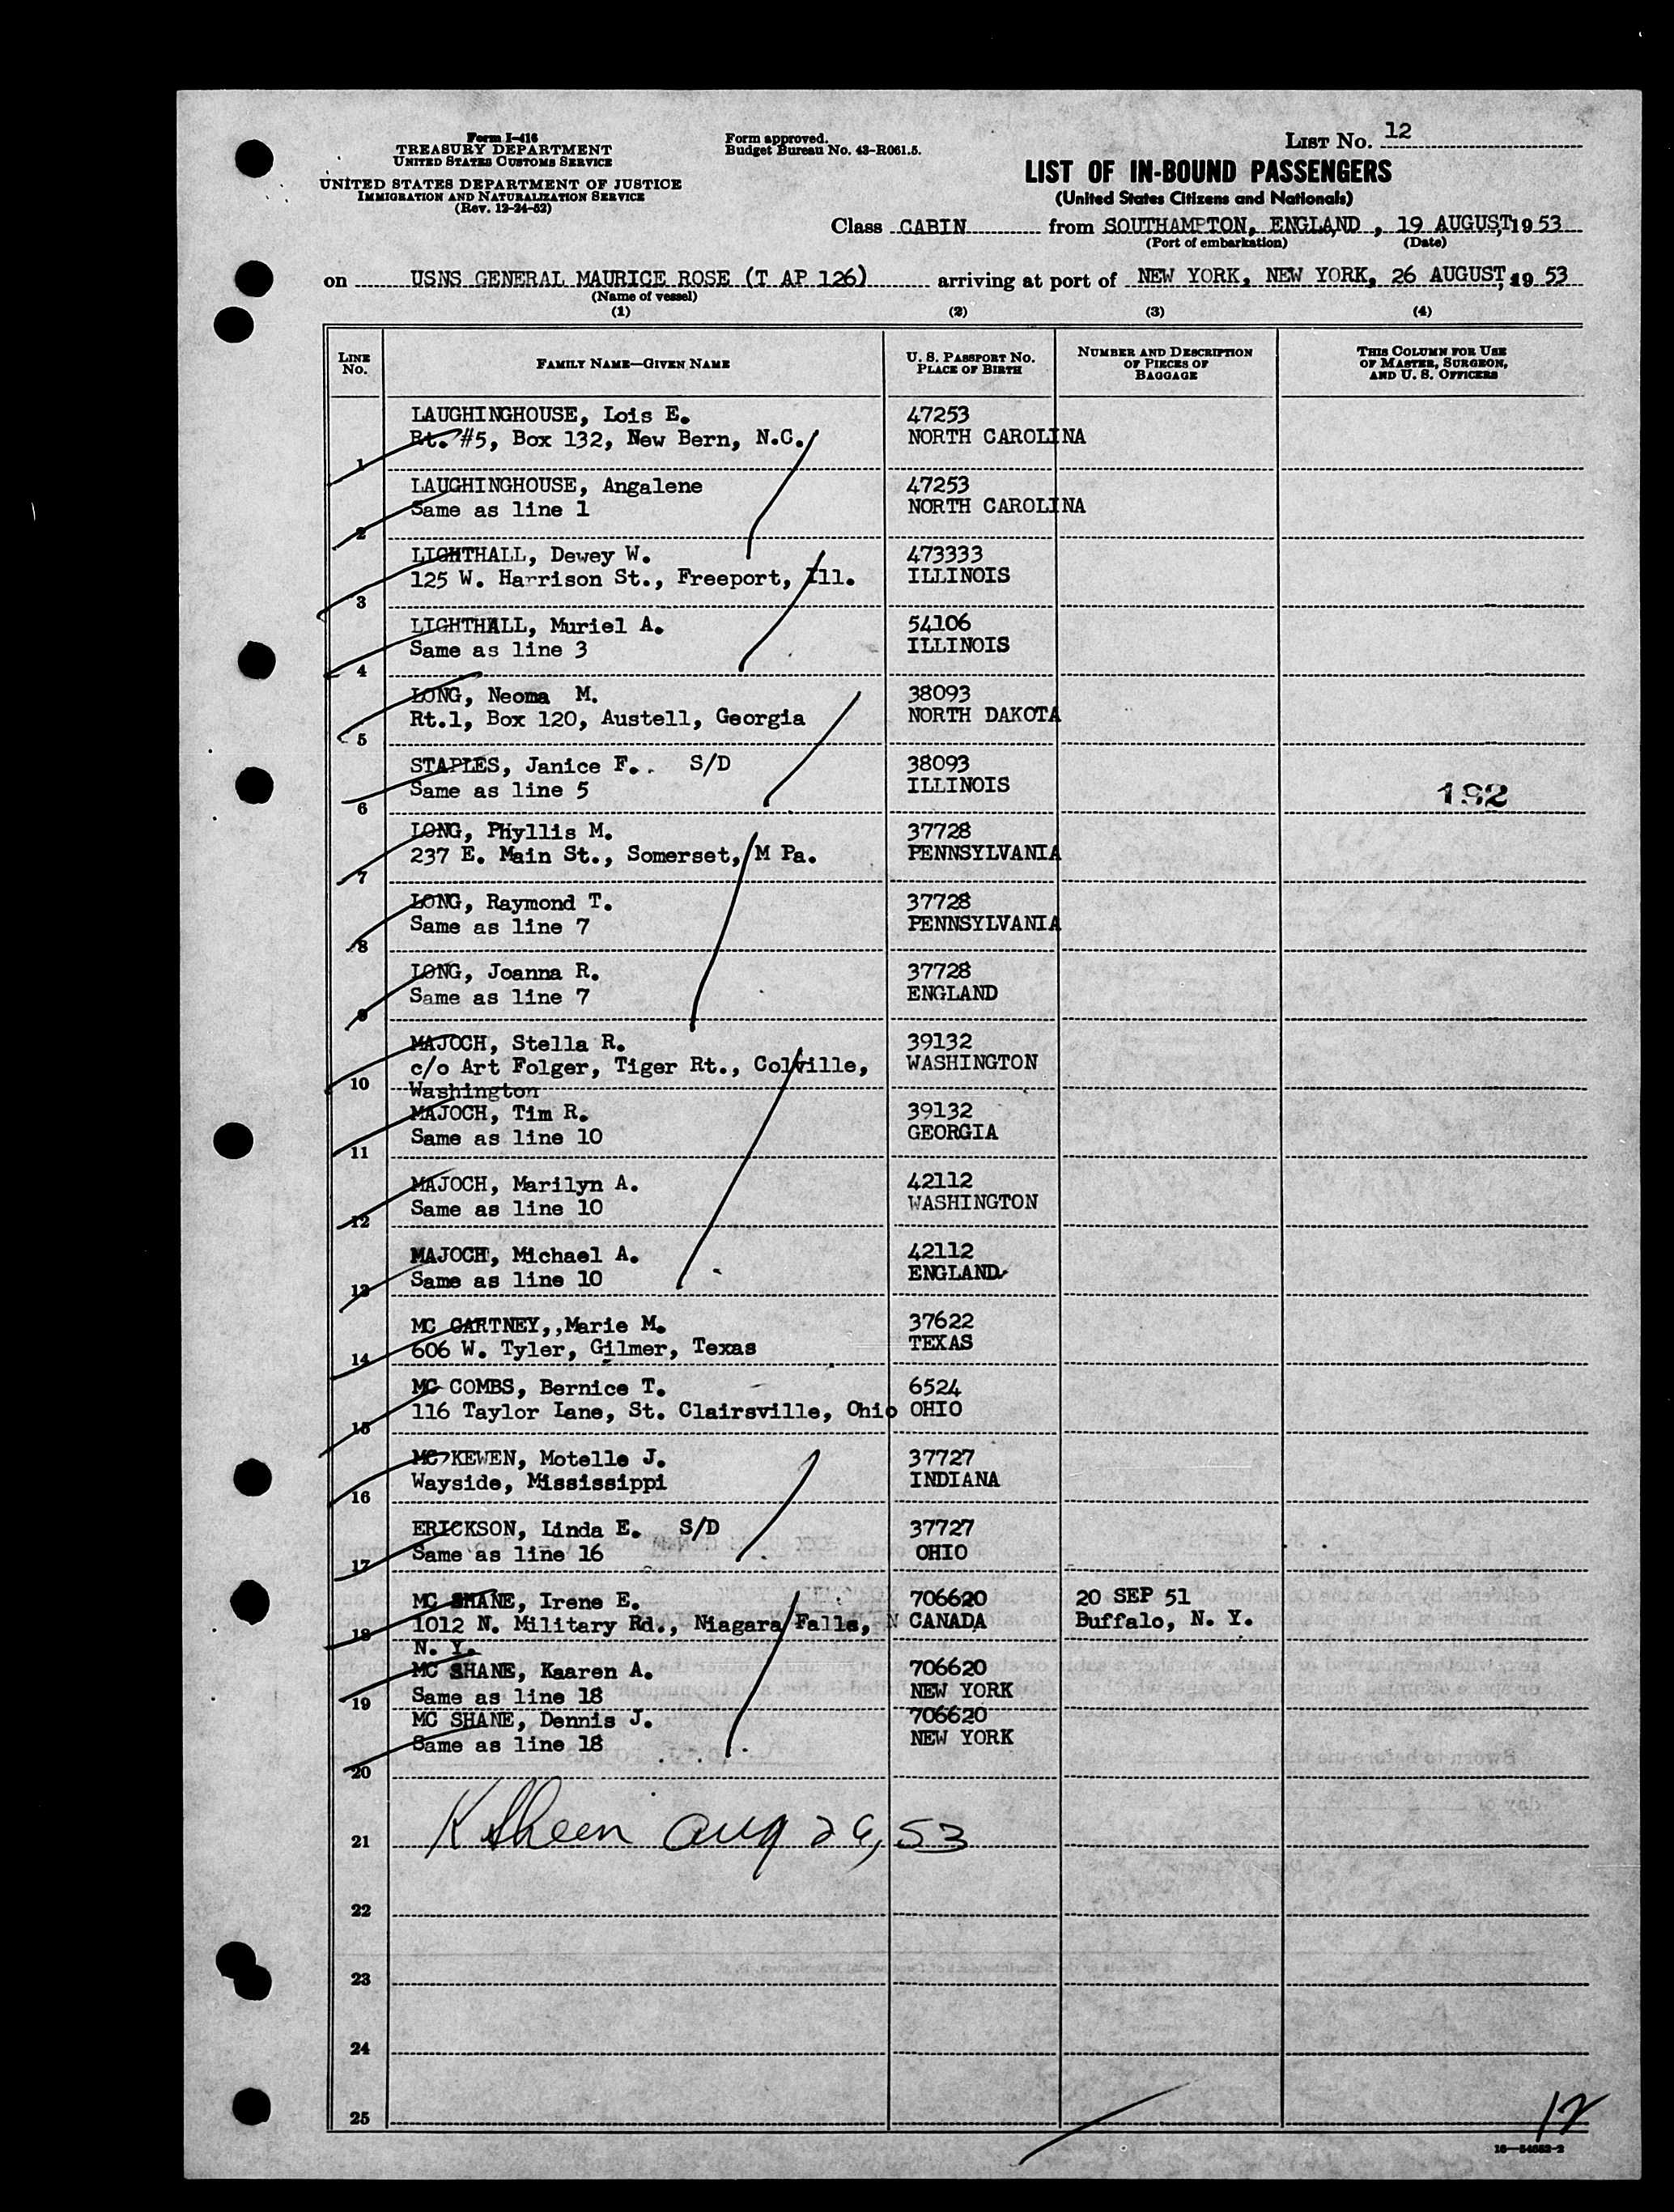 Form I-416
TREASURY DEPARTMENT
UNITED STATES CUSTOMS SERVICE
UNITED STATES DEPARTMENT OF JUSTICE
IMMIGRATION AND NATURALIZATION SERVICE
(Rev. 12-24-52)
Form approved.
Budget Bureau No. 43-R061.5.
LIST No. 12
LIST OF IN-BOUND PASSENGERS
(United States Citizens and Nationals)
Class CABIN from SOUTHAMPTON, ENGLAND, 19 AUGUST, 1953
(Port of embarkation) (Date)
on USNS GENERAL MAURICE ROSE (T AP 126) arriving at port of NEW YORK, NEW YORK, 26 AUGUST, 1953
(Name of vessel)
(1) (2) (3) (4)
LINE No.
FAMILY NAME—GIVEN NAME
U. S. PASSPORT No.
PLACE OF BIRTH
NUMBER AND DESCRIPTION
OF PIECES OF
BAGGAGE
THIS COLUMN FOR USE
OF MASTER, SURGEON,
AND U. S. OFFICERS
LAUGHINGHOUSE, Lois E. 47253
Rt. #5, Box 132, New Bern, N.C. NORTH CAROLINA
1
LAUGHINGHOUSE, Angalene 47253
Same as line 1 NORTH CAROLINA
2
LIGHTHALL, Dewey W. 473333
125 W. Harrison St., Freeport, Ill. ILLINOIS
3
LIGHTHALL, Muriel A. 54106
Same as line 3 ILLINOIS
4
LONG, Neoma M. 38093
Rt.1, Box 120, Austell, Georgia NORTH DAKOTA
5
STAPLES, Janice F.. S/D 38093
Same as line 5 ILLINOIS
6 192
LONG, Phyllis M. 37728
237 E. Main St., Somerset, M Pa. PENNSYLVANIA
7
LONG, Raymond T. 37728
Same as line 7 PENNSYLVANIA
8
LONG, Joanna R. 37728
Same as line 7 ENGLAND
9
MAJOCH, Stella R. 39132
c/o Art Folger, Tiger Rt., Colville, WASHINGTON
10 Washington
MAJOCH, Tim R. 39132
Same as line 10 GEORGIA
11
MAJOCH, Marilyn A. 42112
Same as line 10 WASHINGTON
12
MAJOCH, Michael A. 42112
Same as line 10 ENGLAND
13
MC CARTNEY,,Marie M. 37622
606 W. Tyler, Gilmer, Texas TEXAS
14
MC COMBS, Bernice T. 6524
116 Taylor Lane, St. Clairsville, Ohio OHIO
15
MC KEWEN, Motelle J. 37727
Wayside, Mississippi INDIANA
16
ERICKSON, Linda E. S/D 37727
Same as line 16 OHIO
17
MC SHANE, Irene E. 706620 20 SEP 51
1012 N. Military Rd., Niagara Falls, N CANADA Buffalo, N. Y.
18 N. Y.
MC SHANE, Kaaren A. 706620
Same as line 18 NEW YORK
19
MC SHANE, Dennis J. 706620
Same as line 18 NEW YORK
20
21 Aug 26, 53
22
23
24
25
12
16—54652-2